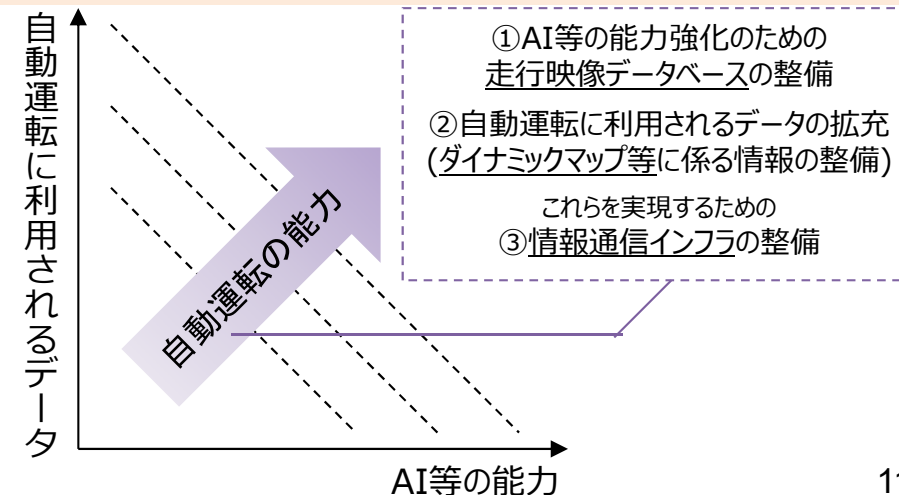 自動運転に利用されるデータ
①AI等の能力強化のための
走行映像データベースの整備
②自動運転に利用されるデータの拡充
(ダイナミックマップ等に係る情報の整備)
これらを実現するための
③情報通信インフラの整備
自動運転の能力
AI等の能力
11